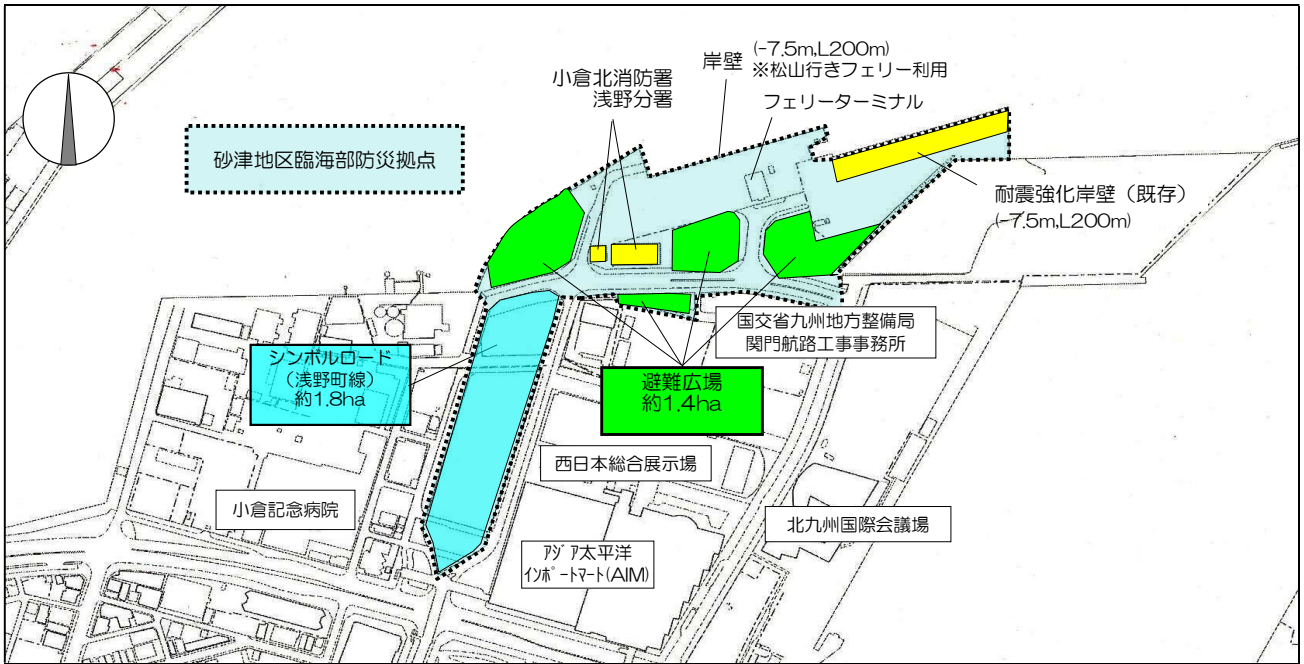 岸壁 (-7.5m,L200m)
※松山行きフェリー利用
小倉北消防署
浅野分署
フェリーターミナル
砂津地区臨海部防災拠点
耐震強化岸壁（既存）
(-7.5m,L200m)
国交省九州地方整備局
関門航路工事事務所
シンボルロード
（浅野町線）
約1.8ha
避難広場
約1.4ha
西日本総合展示場
小倉記念病院
北九州国際会議場
ｱｼﾞｱ太平洋
ｲﾝﾎﾟｰﾄﾏｰﾄ(AIM)